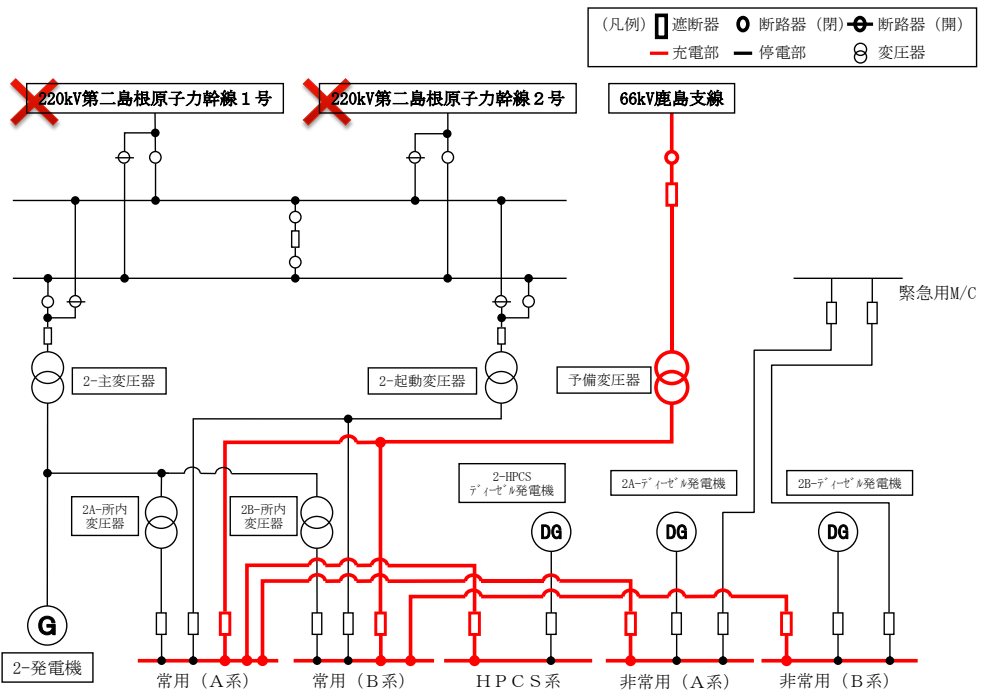 (凡例) 遮断器 断路器（閉） 断路器（開）
充電部 停電部 変圧器
220kV第二島根原子力幹線１号
220kV第二島根原子力幹線２号
66kV鹿島支線
緊急用M/C
2-主変圧器
2-起動変圧器
予備変圧器
2-HPCS
ﾃﾞｨｰｾﾞﾙ発電機
2A-ﾃﾞｨｰｾﾞﾙ発電機
2B-ﾃﾞｨｰｾﾞﾙ発電機
2A-所内
変圧器
2B-所内
変圧器
DG
DG
DG
G
2-発電機
常用（Ａ系）
常用（Ｂ系）
ＨＰＣＳ系
非常用（Ａ系）
非常用（Ｂ系）